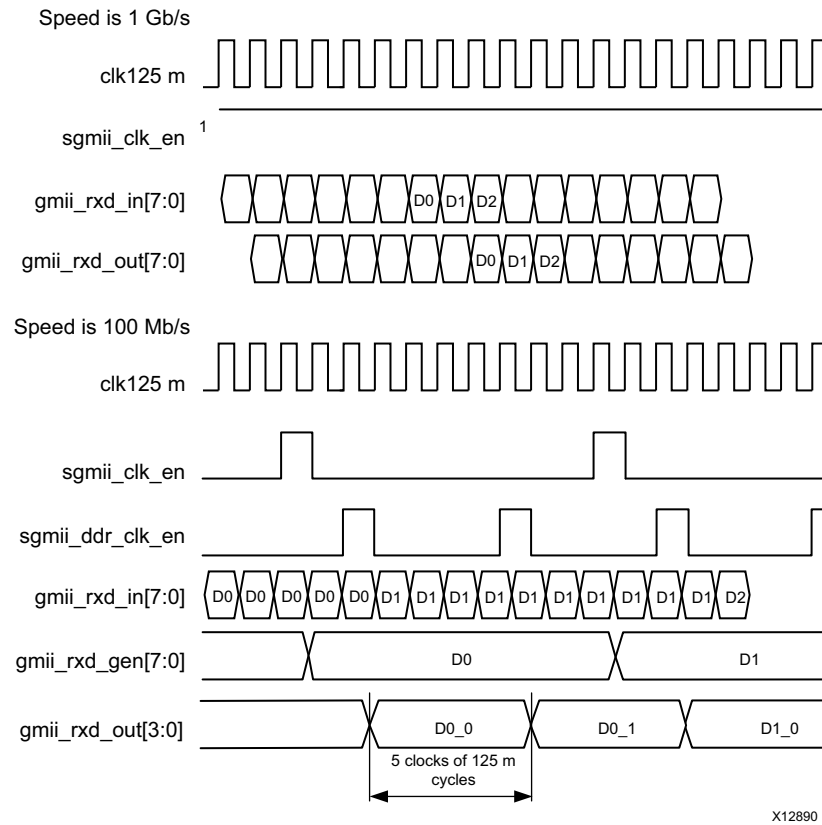 Speed is 1 Gb/s
clk125 m
1
sgmii_clk_en
gmii_rxd_in[7:0] D0 D1 D2
gmii_rxd_out[7:0] D0 D1 D2
Speed is 100 Mb/s
clk125 m
sgmii_clk_en
sgmii_ddr_clk_en
gmii_rxd_in[7:0] D0 D0 D0 D0 D0 D1 D1 D1 D1 D1 D1 D1 D1 D1 D1 D2
gmii_rxd_gen[7:0] D0 D1
gmii_rxd_out[3:0] D0_0 D0_1 D1_0
5 clocks of 125 m
cycles
X12890